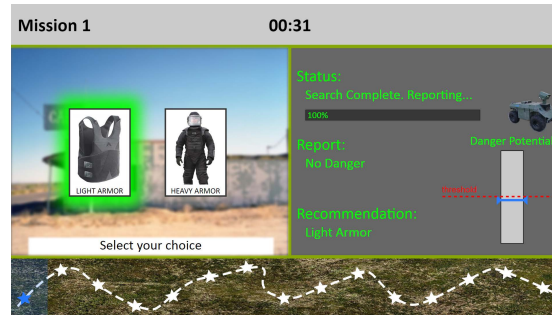 Mission 1
00:31
Status:
Search Complete. Reporting...
100%
Report:
No Danger
Recommendation:
Light Armor
Danger Potential
threshold
LIGHT ARMOR
HEAVY ARMOR
Select your choice